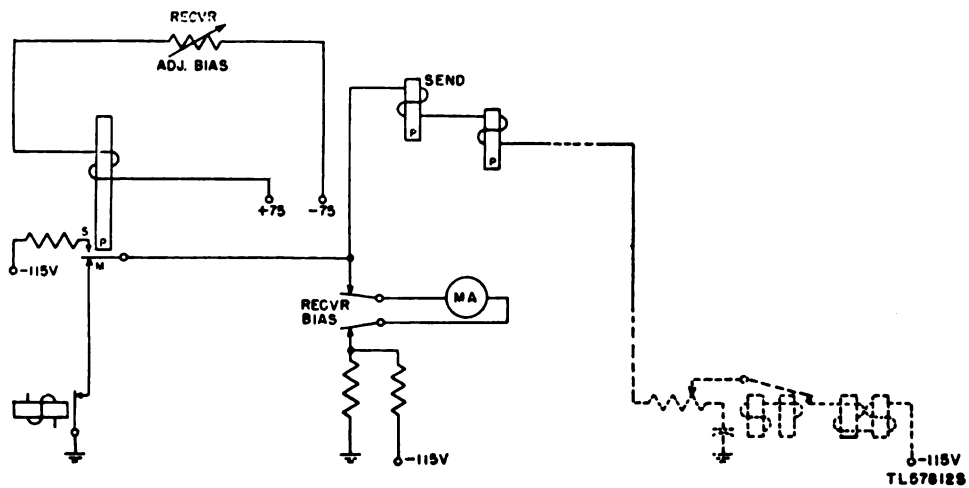 RECVR
ADJ. BIAS
SEND
P
P
+75
-75
S
P
M
-115V
RECVR
BIAS
MA
-115V
-115V
TL57812S